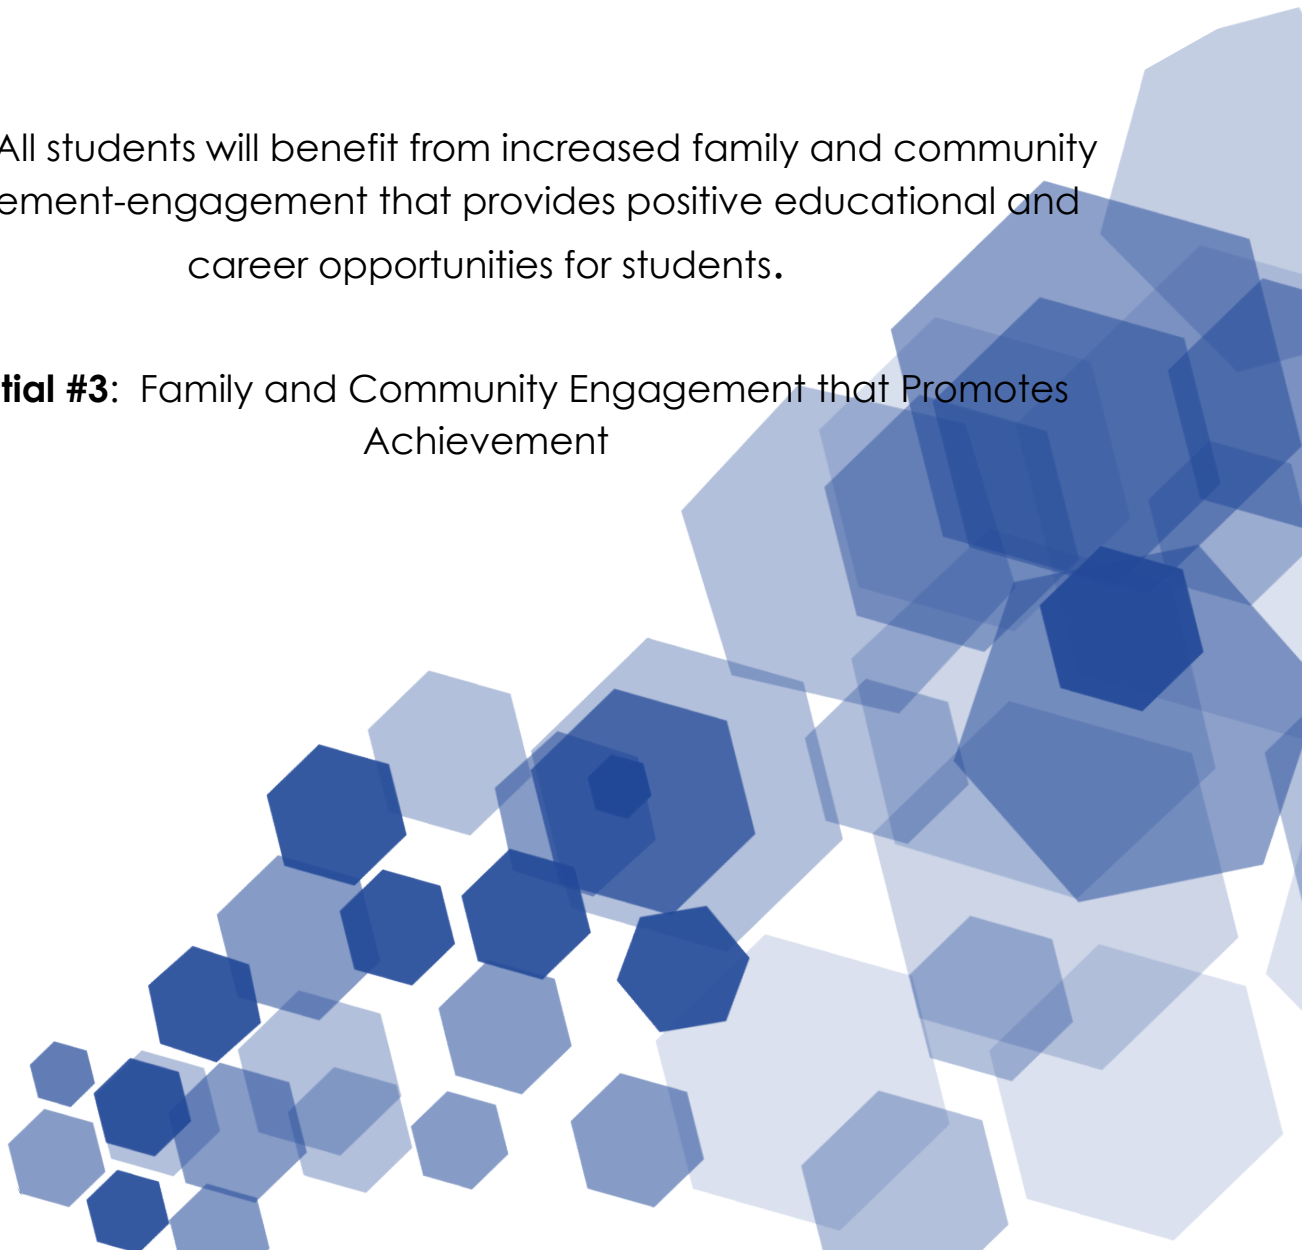 All students will benefit from increased family and community
ement-engagement that provides positive educational and
career opportunities for students.
tial #3: Family and Community Engagement that Promotes
Achievement